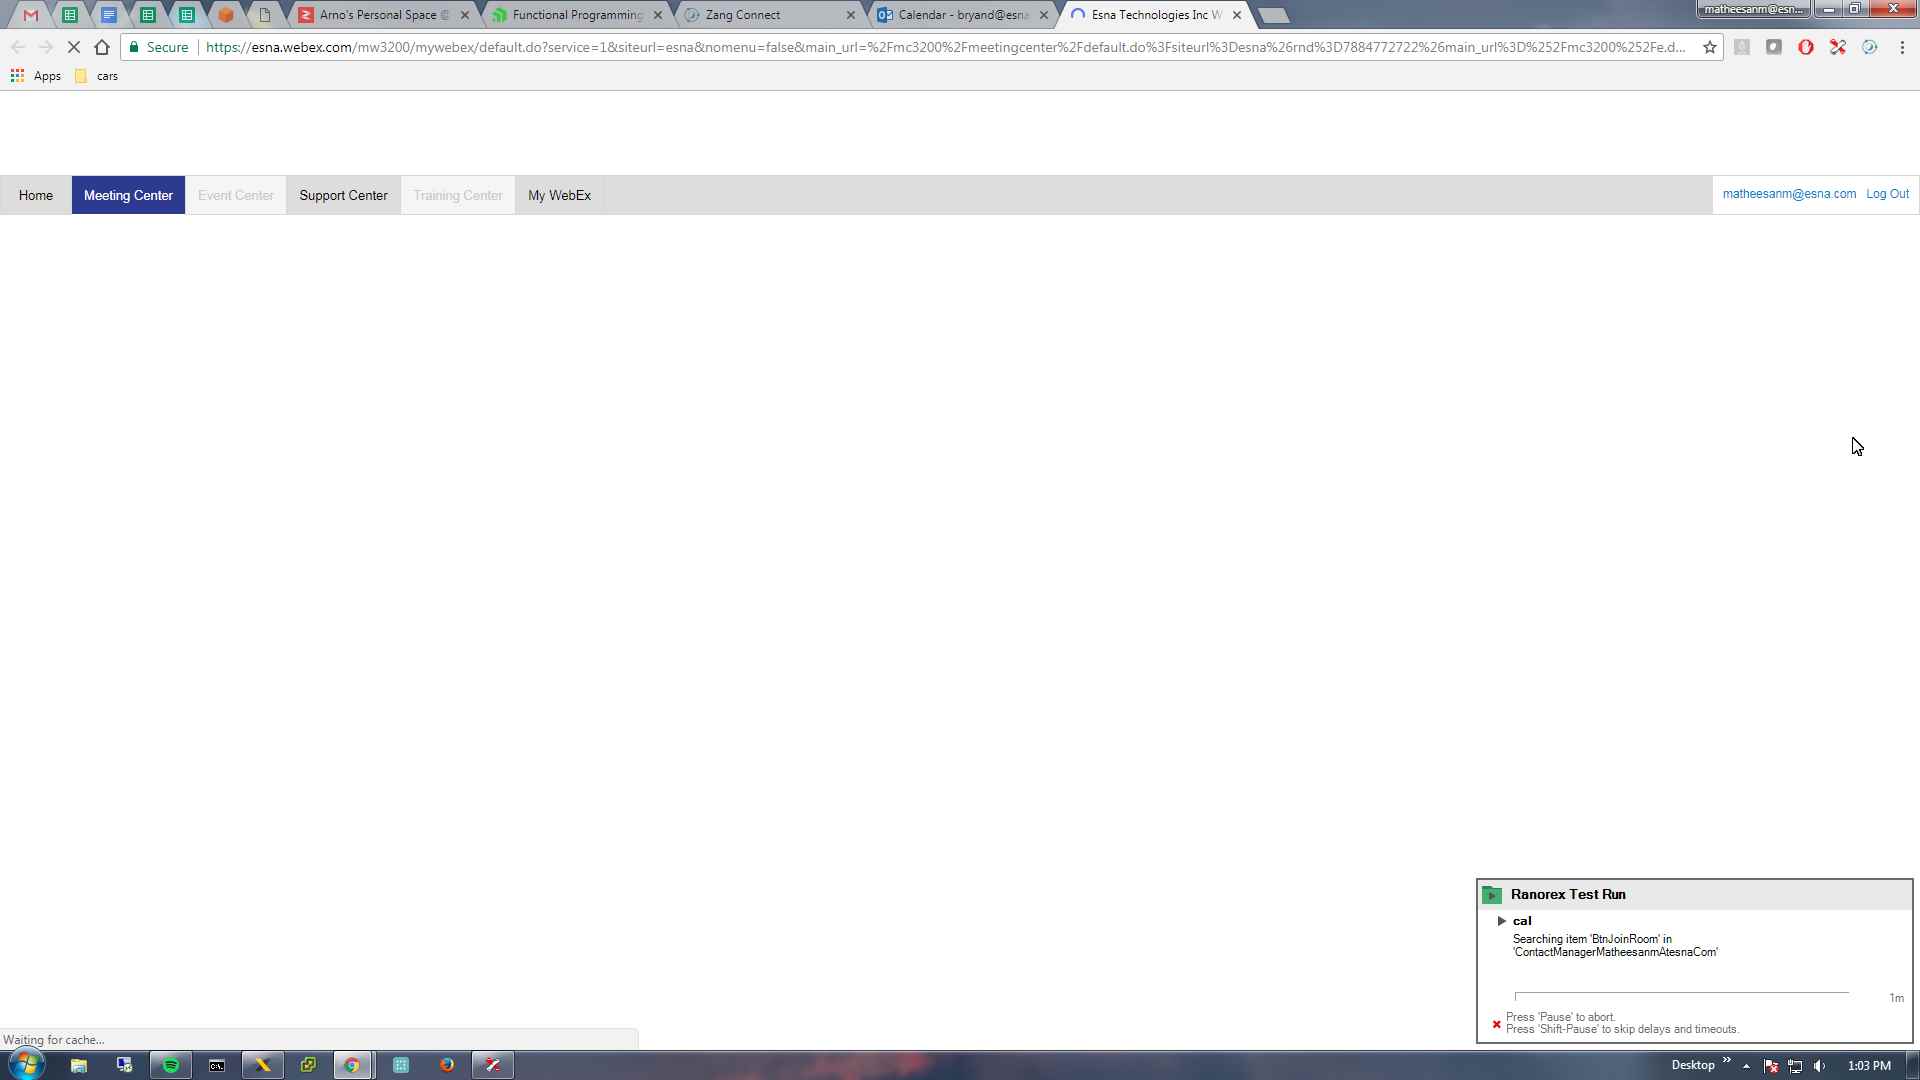 Arno's Personal Space ©
Functional Programming
Zang Connect
Calendar - bryand@esna
Esna Technologies Inc W
matheesanm@esn...
Secure
https://esna.webex.com/mw3200/mywebex/default.do?service=1&siteurl=esna&nomenu=false&main_url=%2Fmc3200%2Fmeetingcenter%2Fdefault.do%3Fsiteurl%3Desna%26rnd%3D7884772722%26main_url%3D%252Fmc3200%252Fe.d...
Apps
cars
Home
Meeting Center
Event Center
Support Center
Training Center
My WebEx
matheesanm@esna.com
Log Out
Ranorex Test Run
cal
Searching item 'BtnJoinRoom' in
'ContactManagerMatheesanmAtesnaCom'
1m
Press 'Pause' to abort.
Press 'Shift-Pause' to skip delays and timeouts.
Waiting for cache...
Desktop
1:03 PM